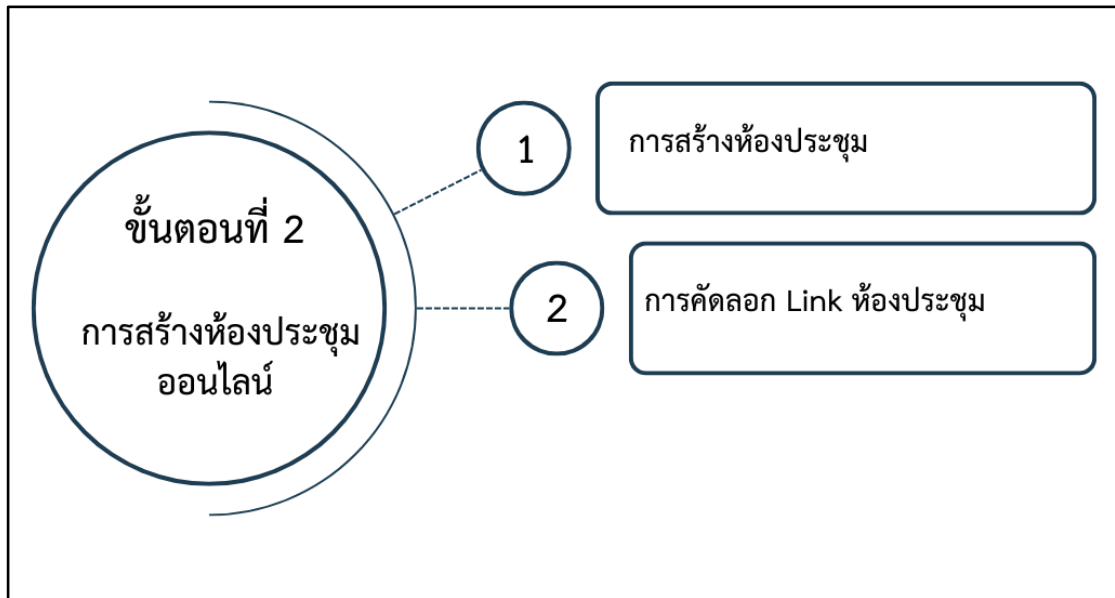 ขั้นตอนที่ 2
การสร้างห้องประชุม
ออนไลน์
1
การสร้างห้องประชุม
2
การคัดลอก Link ห้องประชุม